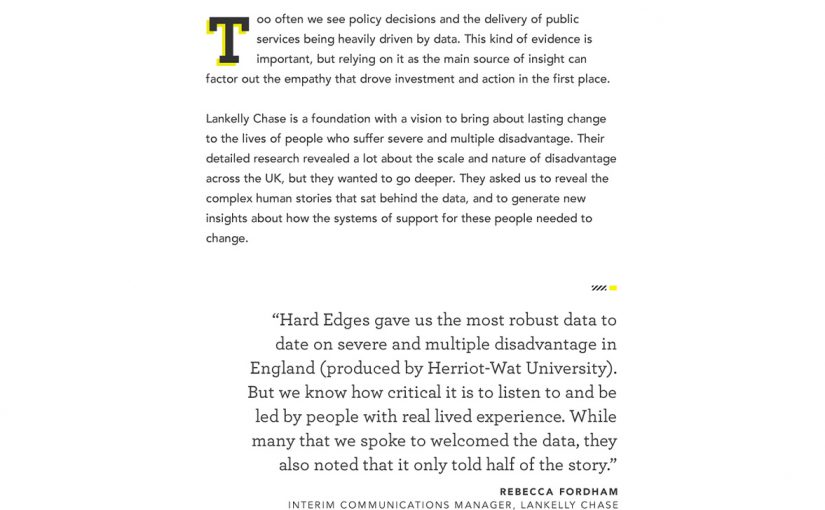 Too often we see policy decisions and the delivery of public
services being heavily driven by data. This kind of evidence is
important, but relying on it as the main source of insight can
factor out the empathy that drove investment and action in the first place.
Lankelly Chase is a foundation with a vision to bring about lasting change
to the lives of people who suffer severe and multiple disadvantage. Their
detailed research revealed a lot about the scale and nature of disadvantage
across the UK, but they wanted to go deeper. They asked us to reveal the
complex human stories that sat behind the data, and to generate new
insights about how the systems of support for these people needed to
change.
“Hard Edges gave us the most robust data to
date on severe and multiple disadvantage in
England (produced by Herriot-Wat University).
But we know how critical it is to listen to and be
led by people with real lived experience. While
many that we spoke to welcomed the data, they
also noted that it only told half of the story.”
REBECCA FORDHAM
INTERIM COMMUNICATIONS MANAGER, LANKELLY CHASE